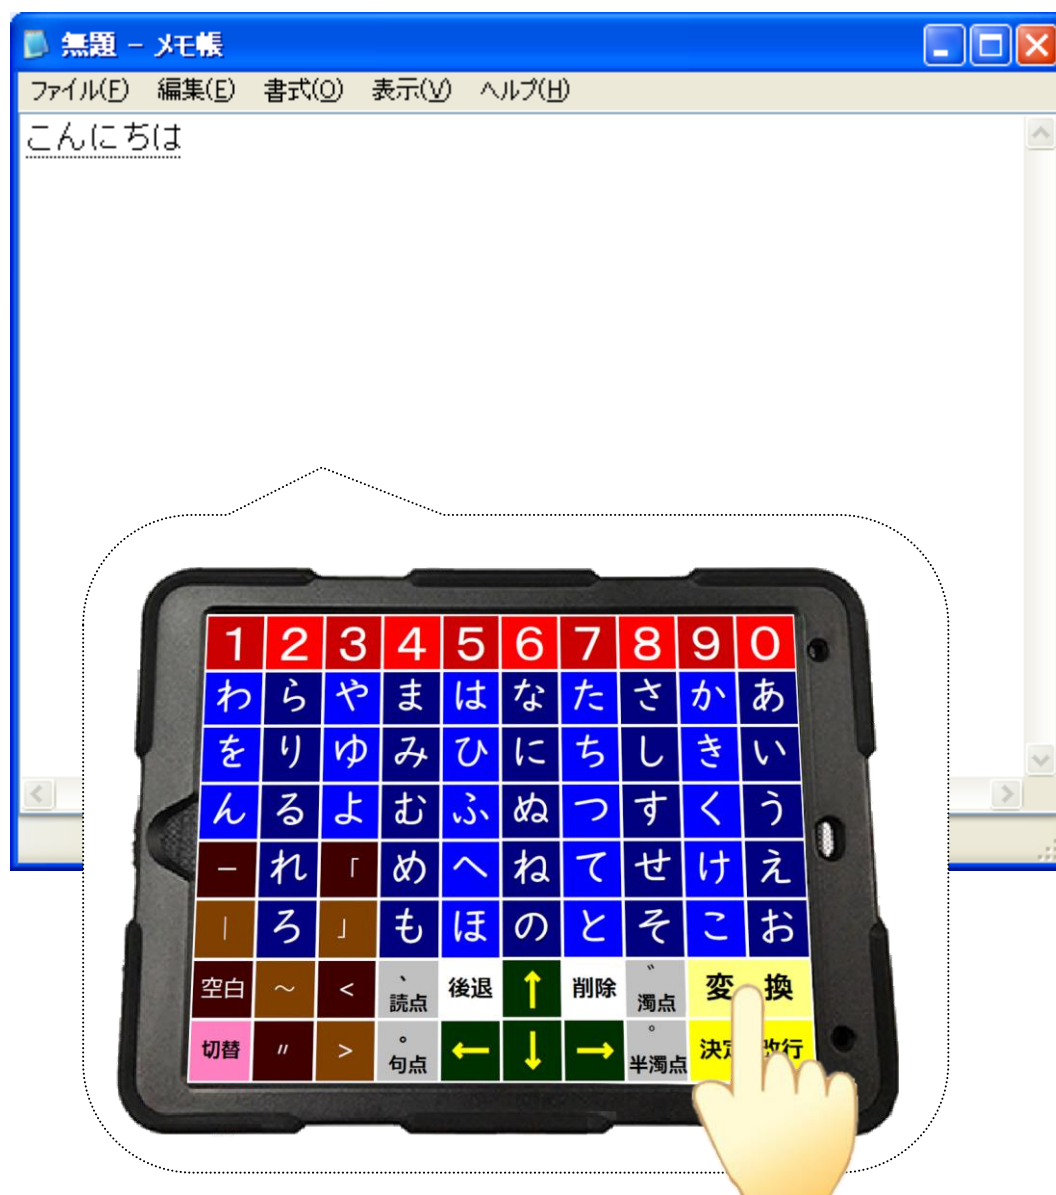 無題 - メモ帳
ファイル(F) 編集(E) 書式(O) 表示(V) ヘルプ(H)
こんにちは
1 2 3 4 5 6 7 8 9 0
わ ら や ま は な た さ か あ
を り ゆ み ひ に ち し き い
ん る よ む ふ ぬ つ す く う
ー れ 「 め へ ね て せ け え
| ろ 」 も ほ の と そ こ お
空白 ~ < 、読点 後退 ↑ 削除 ゛濁点 変 換
切替 〃 > 。句点 ← ↓ → ゜半濁点 決定 改行